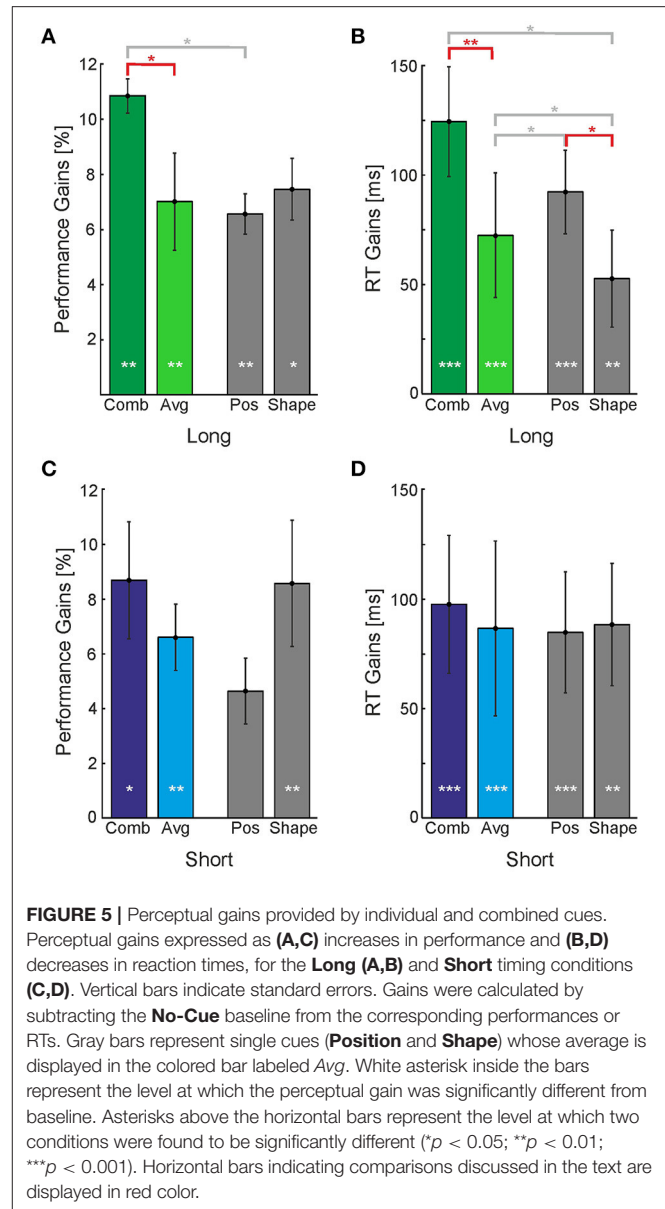 A
*
*
12
10
8
6
4
2
Performance Gains [%]
** ** ** *
Comb Avg Pos Shape
Long
B
*
**
*
* *
150
100
50
0
RT Gains [ms]
*** *** *** **
Comb Avg Pos Shape
Long
C
12
10
8
6
4
2
0
Performance Gains [%]
* ** **
Comb Avg Pos Shape
Short
D
150
100
50
0
RT Gains [ms]
*** *** *** **
Comb Avg Pos Shape
Short
FIGURE 5 | Perceptual gains provided by individual and combined cues.
Perceptual gains expressed as (A,C) increases in performance and (B,D)
decreases in reaction times, for the Long (A,B) and Short timing conditions
(C,D). Vertical bars indicate standard errors. Gains were calculated by
subtracting the No-Cue baseline from the corresponding performances or
RTs. Gray bars represent single cues (Position and Shape) whose average is
displayed in the colored bar labeled Avg. White asterisk inside the bars
represent the level at which the perceptual gain was significantly different from
baseline. Asterisks above the horizontal bars represent the level at which two
conditions were found to be significantly different (*p < 0.05; **p < 0.01;
***p < 0.001). Horizontal bars indicating comparisons discussed in the text are
displayed in red color.